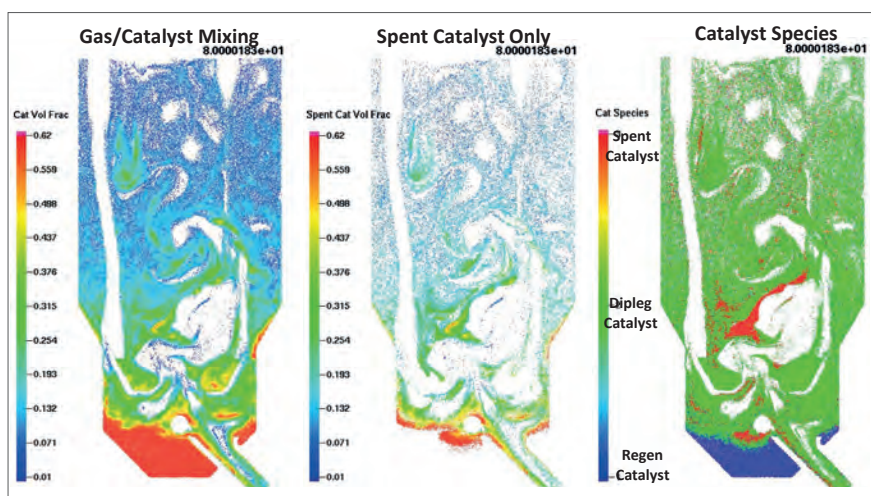 Gas/Catalyst Mixing
8.0000183e+01
Cat Vol Frac
0.62
0.559
0.498
0.437
0.376
0.315
0.254
0.193
0.132
0.071
0.01
Spent Catalyst Only
8.0000183e+01
Spent Cat Vol Frac
0.62
0.559
0.498
0.437
0.376
0.315
0.254
0.193
0.132
0.071
0.01
Catalyst Species
8.0000183e+01
Cat Species
Spent
Catalyst
Dipleg
Catalyst
Regen
Catalyst